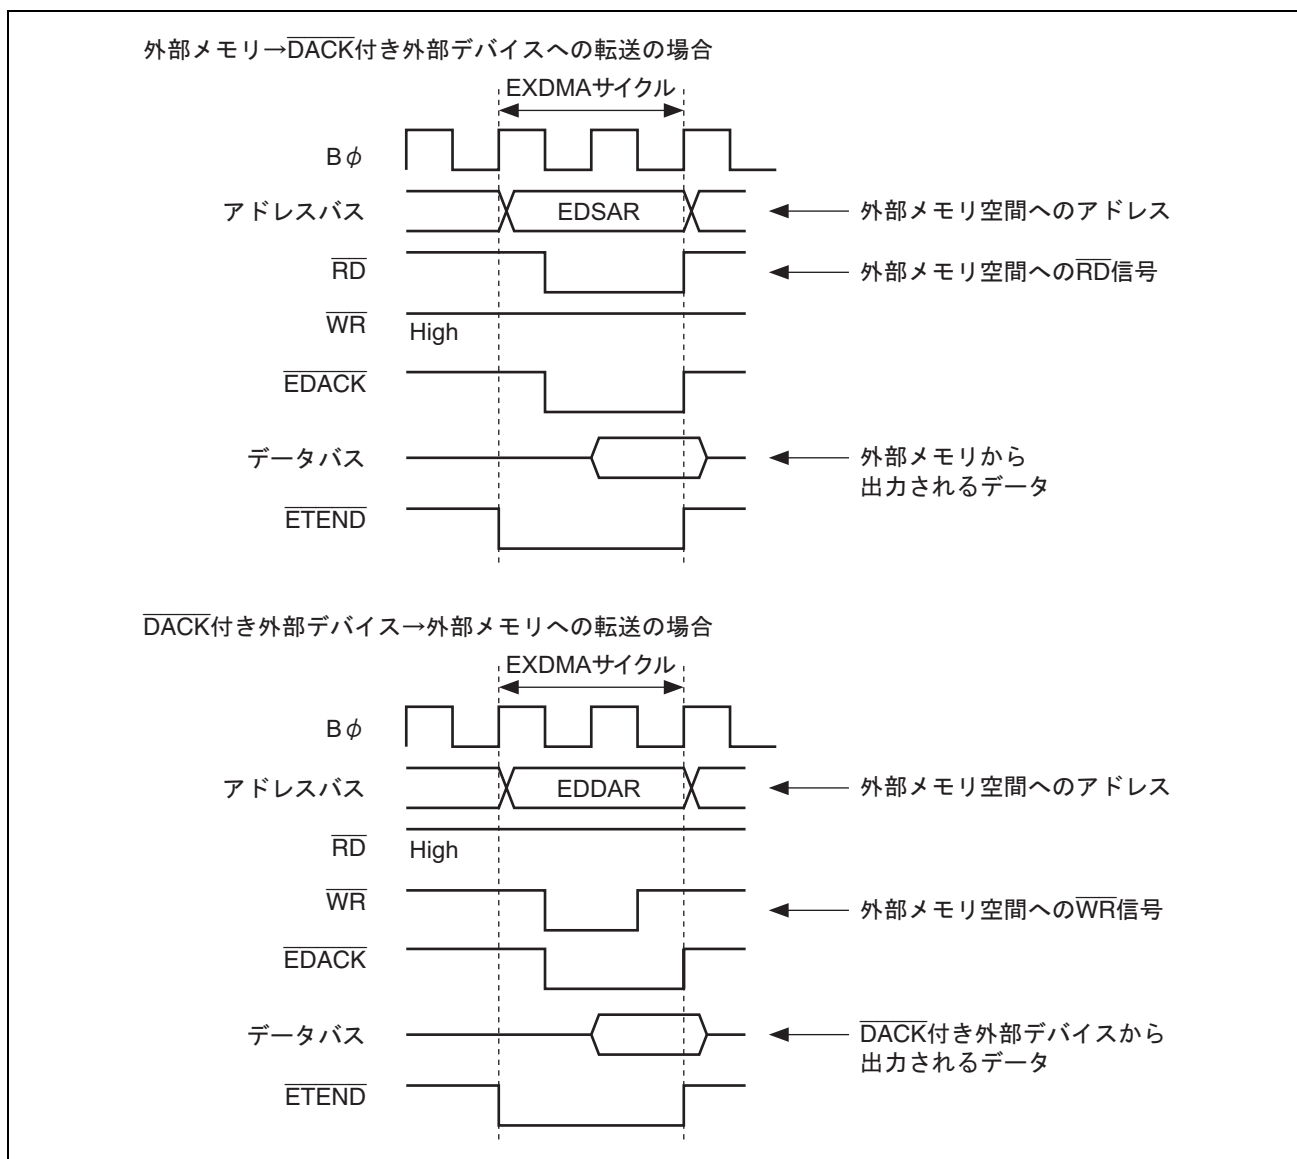 外部メモリ→DACK付き外部デバイスへの転送の場合
EXDMAサイクル
Bφ
アドレスバス
EDSAR
外部メモリ空間へのアドレス
RD
外部メモリ空間へのRD信号
WR
High
EDACK
データバス
外部メモリから
出力されるデータ
ETEND
DACK付き外部デバイス→外部メモリへの転送の場合
EXDMAサイクル
Bφ
アドレスバス
EDDAR
外部メモリ空間へのアドレス
RD
High
WR
外部メモリ空間へのWR信号
EDACK
データバス
DACK付き外部デバイスから
出力されるデータ
ETEND